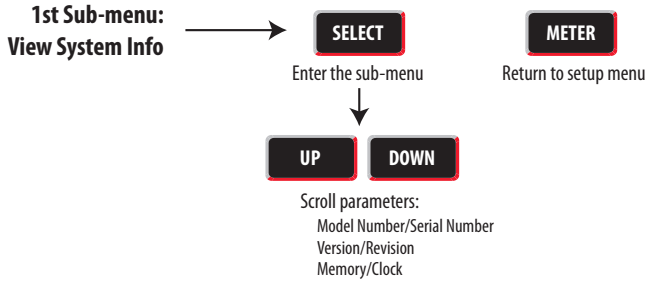 1st Sub-menu:
View System Info
SELECT
METER
Enter the sub-menu
Return to setup menu
UP
DOWN
Scroll parameters:
Model Number/Serial Number
Version/Revision
Memory/Clock